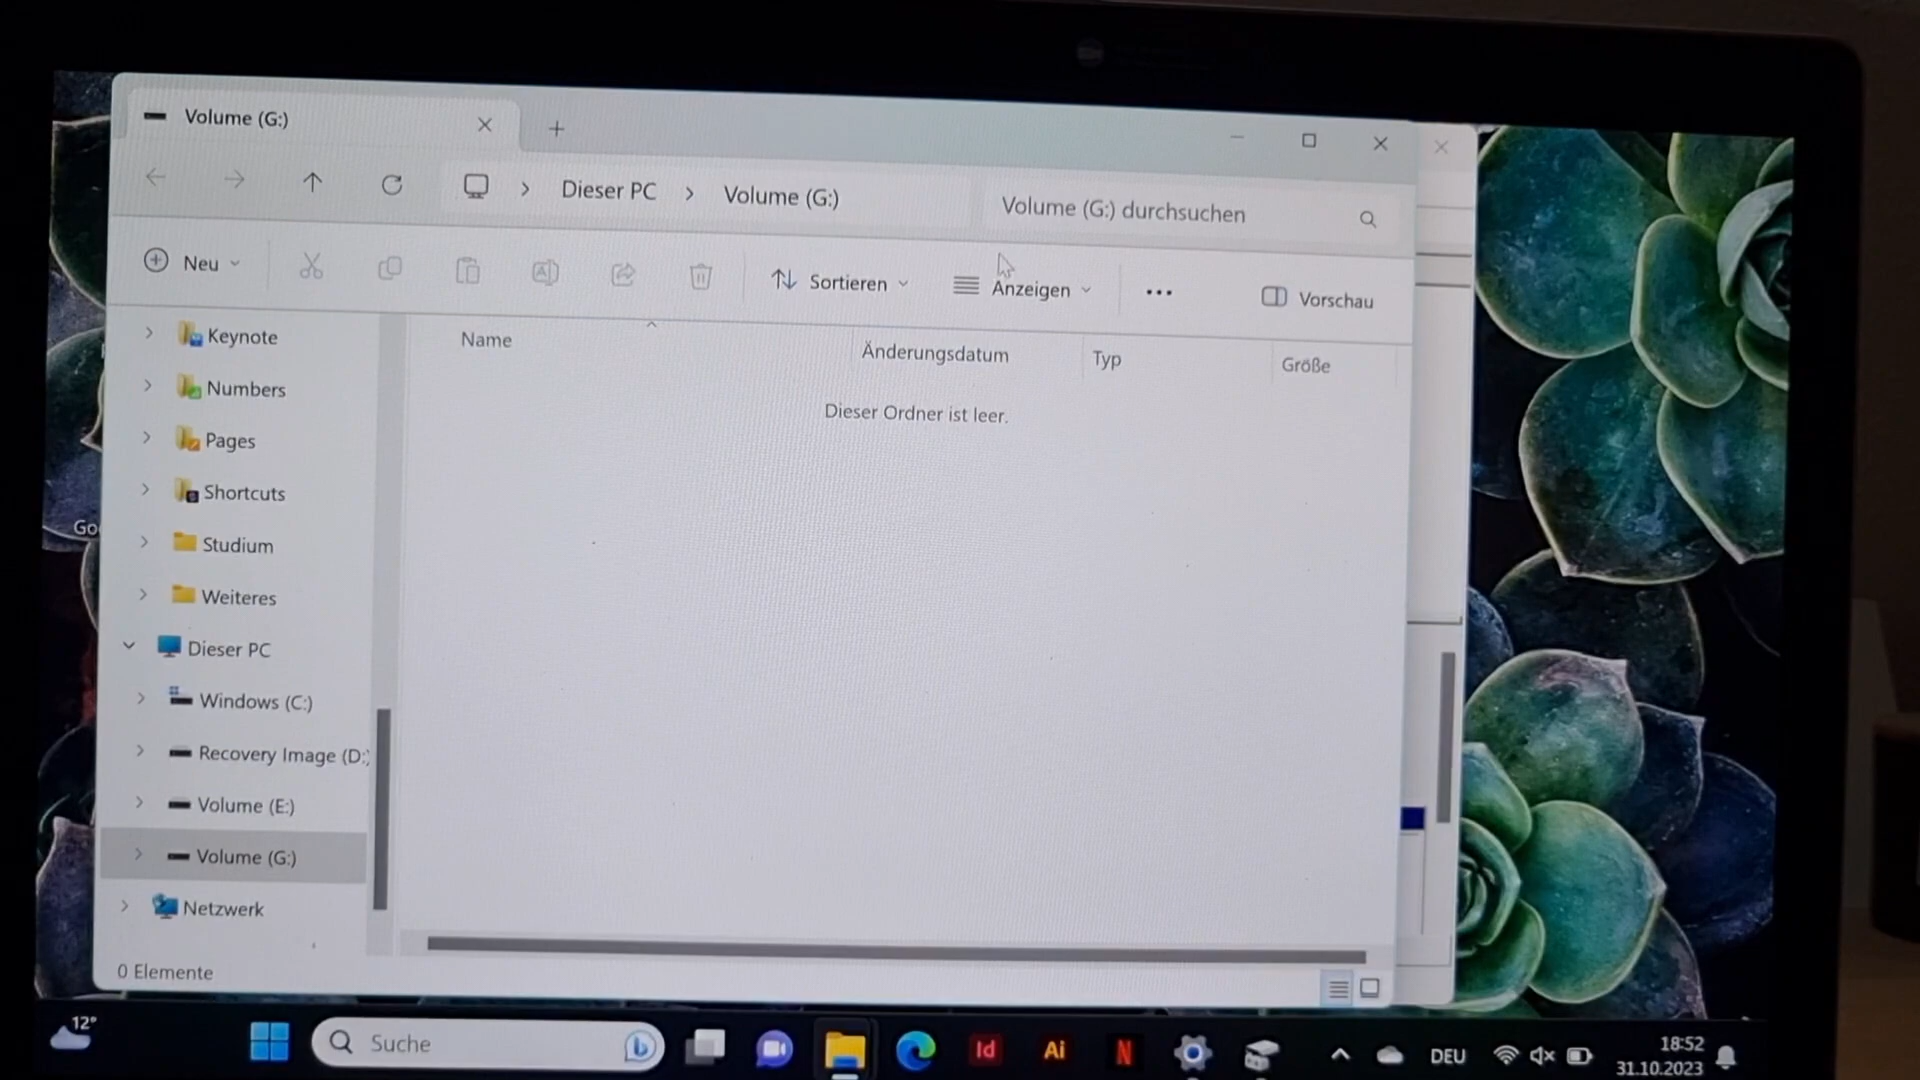 Volume (G:)
Dieser PC
Volume (G:)
Volume (G:) durchsuchen
Neu
Sortieren
Anzeigen
Vorschau
Name
Änderungsdatum
Typ
Größe
Dieser Ordner ist leer.
Keynote
Numbers
Pages
Shortcuts
Studium
Weiteres
Dieser PC
Windows (C:)
Recovery Image (D:)
Volume (E:)
Volume (G:)
Netzwerk
0 Elemente
Go
12°
Suche
Id
Ai
N
DEU
18:52
31.10.2023